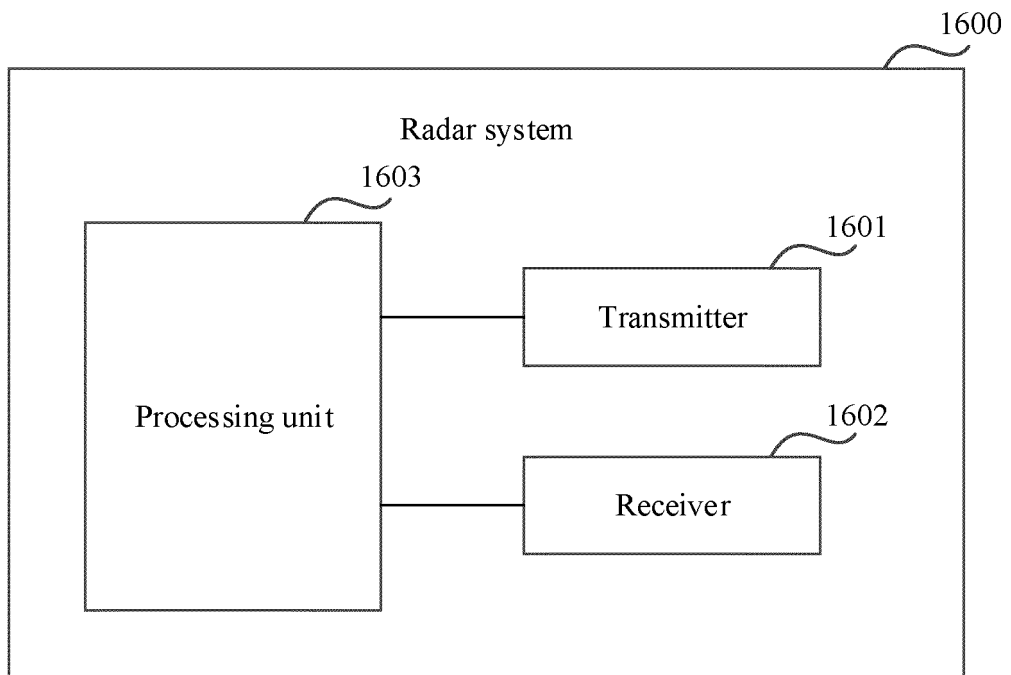 1600
Radar system
1603
1601
Transmitter
Processing unit
1602
Receiver